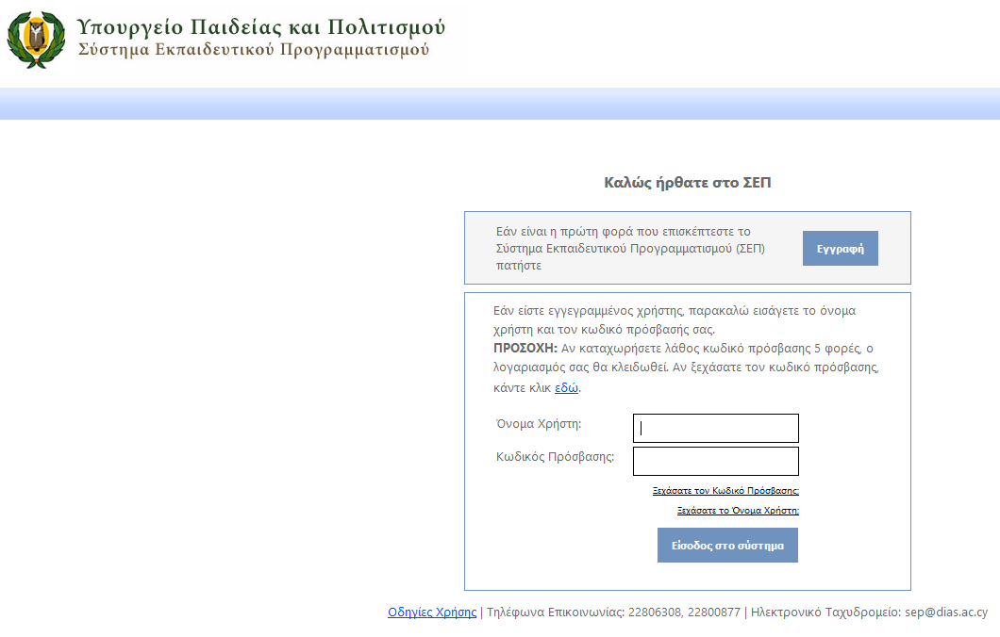 Υπουργείο Παιδείας και Πολιτισμού
Σύστημα Εκπαιδευτικού Προγραμματισμού
Καλώς ήρθατε στο ΣΕΠ
Εάν είναι η πρώτη φορά που επισκέπτεστε το
Σύστημα Εκπαιδευτικού Προγραμματισμού (ΣΕΠ)
πατήστε
Εγγραφή
Εάν είστε εγγεγραμμένος χρήστης, παρακαλώ εισάγετε το όνομα
χρήστη και τον κωδικό πρόσβασής σας.
ΠΡΟΣΟΧΗ: Αν καταχωρήσετε λάθος κωδικό πρόσβασης 5 φορές, ο
λογαριασμός σας θα κλειδωθεί. Αν ξεχάσατε τον κωδικό πρόσβασης,
κάντε κλικ εδώ.
Όνομα Χρήστη:
Κωδικός Πρόσβασης:
Ξεχάσατε τον Κωδικό Πρόσβασης;
Ξεχάσατε το Όνομα Χρήστη;
Είσοδος στο σύστημα
Οδηγίες Χρήσης | Τηλέφωνα Επικοινωνίας: 22806308, 22800877 | Ηλεκτρονικό Ταχυδρομείο: sep@dias.ac.cy